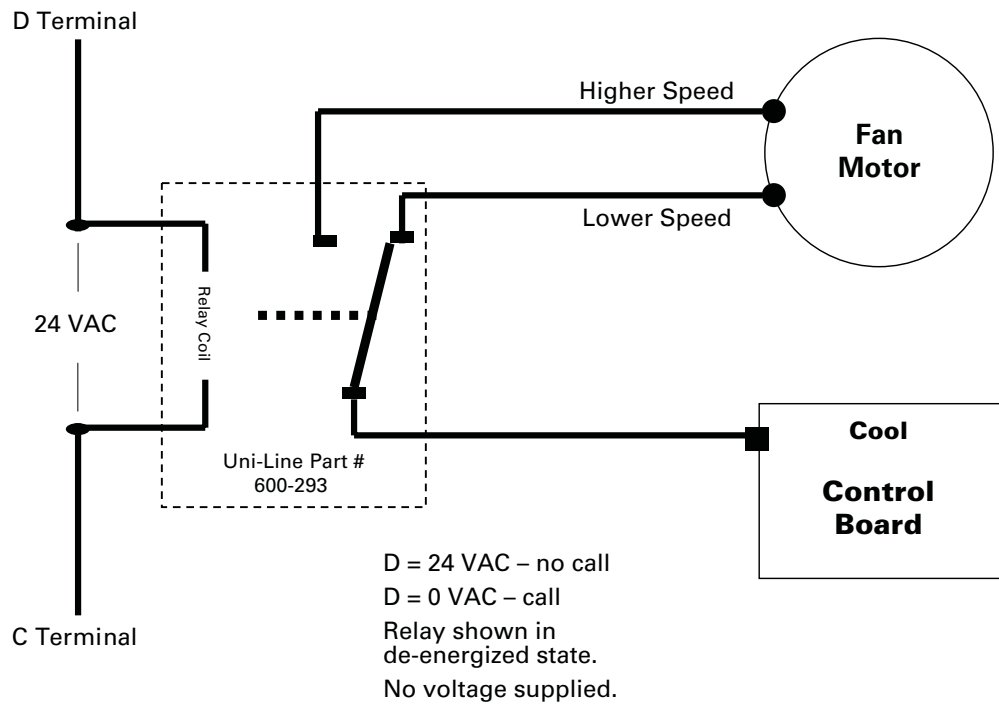 D Terminal
Higher Speed
Fan
Motor
Lower Speed
24 VAC
Relay Coil
Uni-Line Part #
600-293
Cool
Control
Board
D = 24 VAC – no call
D = 0 VAC – call
Relay shown in
de-energized state.
No voltage supplied.
C Terminal